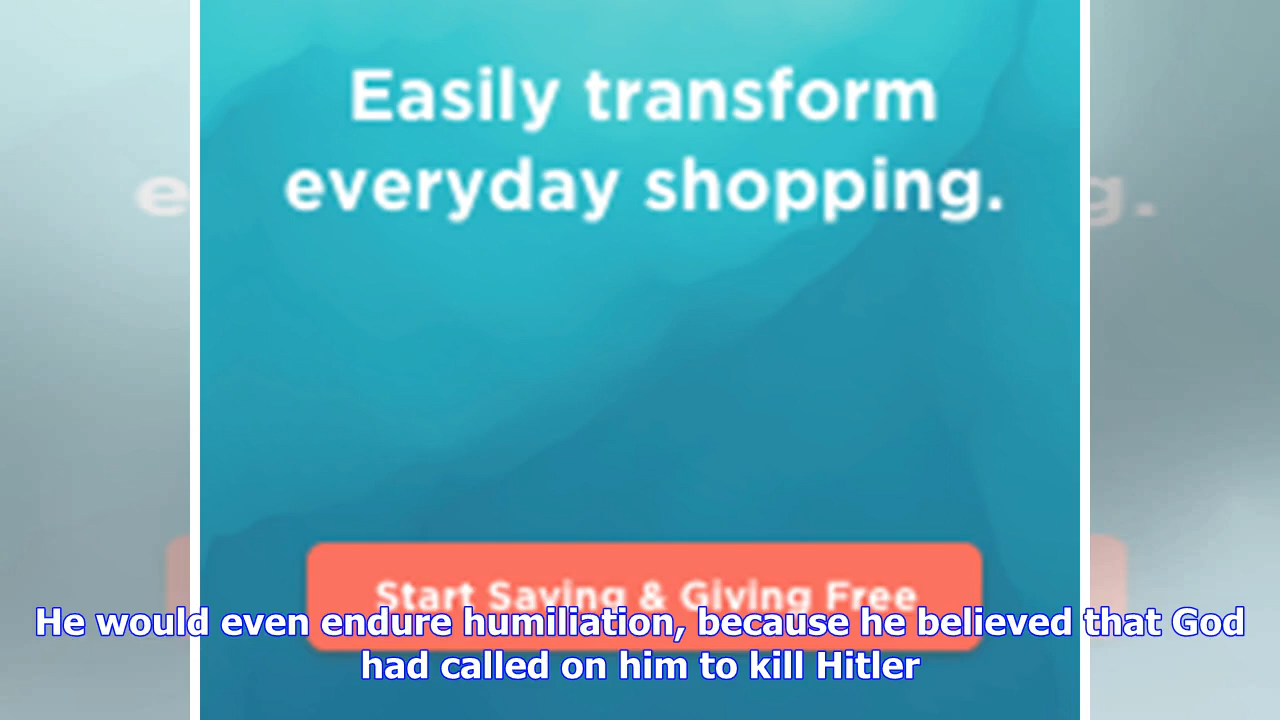 Easily transform
everyday shopping.
Start Saving & Giving Free
He would even endure humiliation, because he believed that God
had called on him to kill Hitler